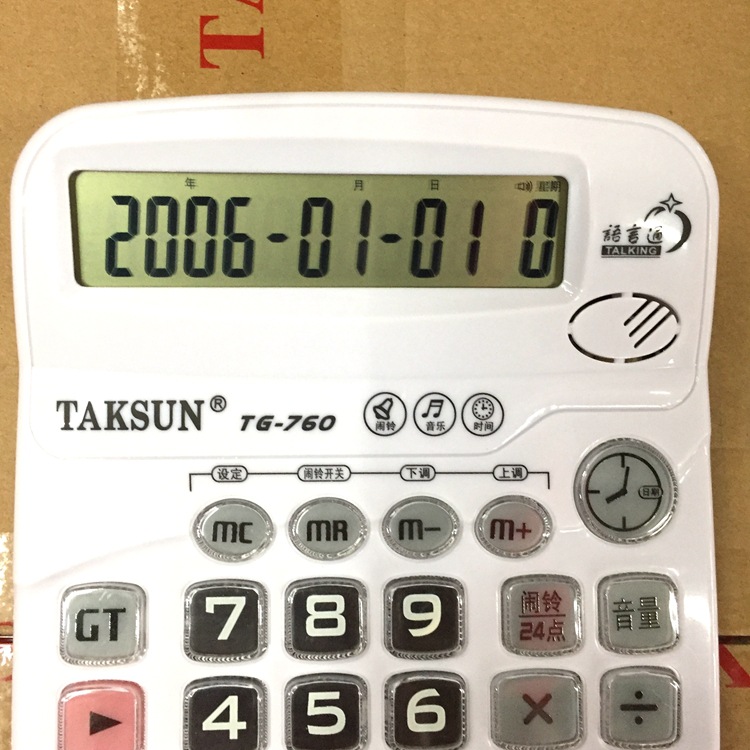 年 月 日
2006-01-01 0
語言通
TALKING
TAKSUN® TG-760
闹铃 音乐 时间
设定 闹铃开关 下调 上调
MC MR M- M+
日期
GT 7 8 9 闹铃 音量
24点
▶ 4 5 6 × ÷